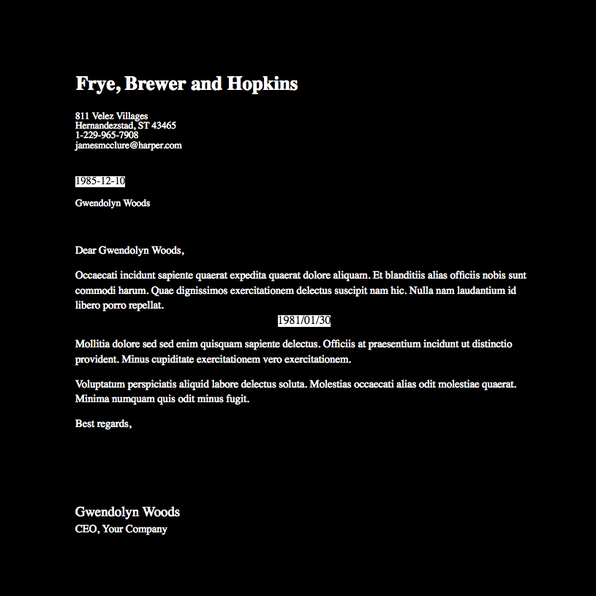 Frye, Brewer and Hopkins
811 Velez Villages
Hernandezstad, ST 43465
1-229-965-7908
jamesmcclure@harper.com
1985-12-10
Gwendolyn Woods
Dear Gwendolyn Woods,
Occaecati incidunt sapiente quaerat expedita quaerat dolore aliquam. Et blanditiis alias officiis nobis sunt
commodi harum. Quae dignissimos exercitationem delectus suscipit nam hic. Nulla nam laudantium id
libero porro repellat.
1981/01/30
Mollitia dolore sed sed enim quisquam sapiente delectus. Officiis at praesentium incidunt ut distinctio
provident. Minus cupiditate exercitationem vero exercitationem.
Voluptatum perspiciatis aliquid labore delectus soluta. Molestias occaecati alias odit molestiae quaerat.
Minima numquam quis odit minus fugit.
Best regards,
Gwendolyn Woods
CEO, Your Company